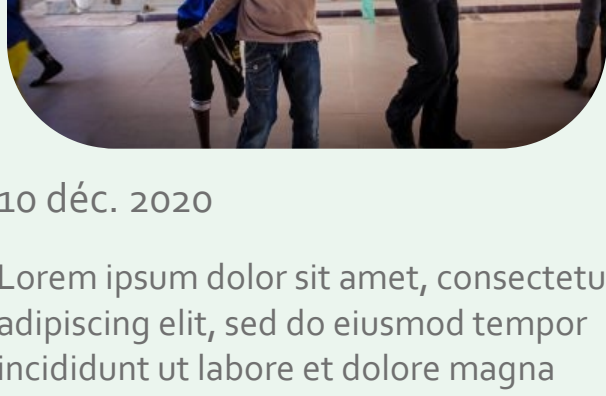 10 déc. 2020
Lorem ipsum dolor sit amet, consectetu
adipiscing elit, sed do eiusmod tempor
incididunt ut labore et dolore magna